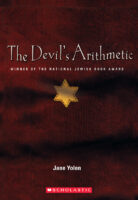 The Devil's Arithmetic
WINNER OF THE NATIONAL JEWISH BOOK AWARD
Jane Yolen
SCHOLASTIC